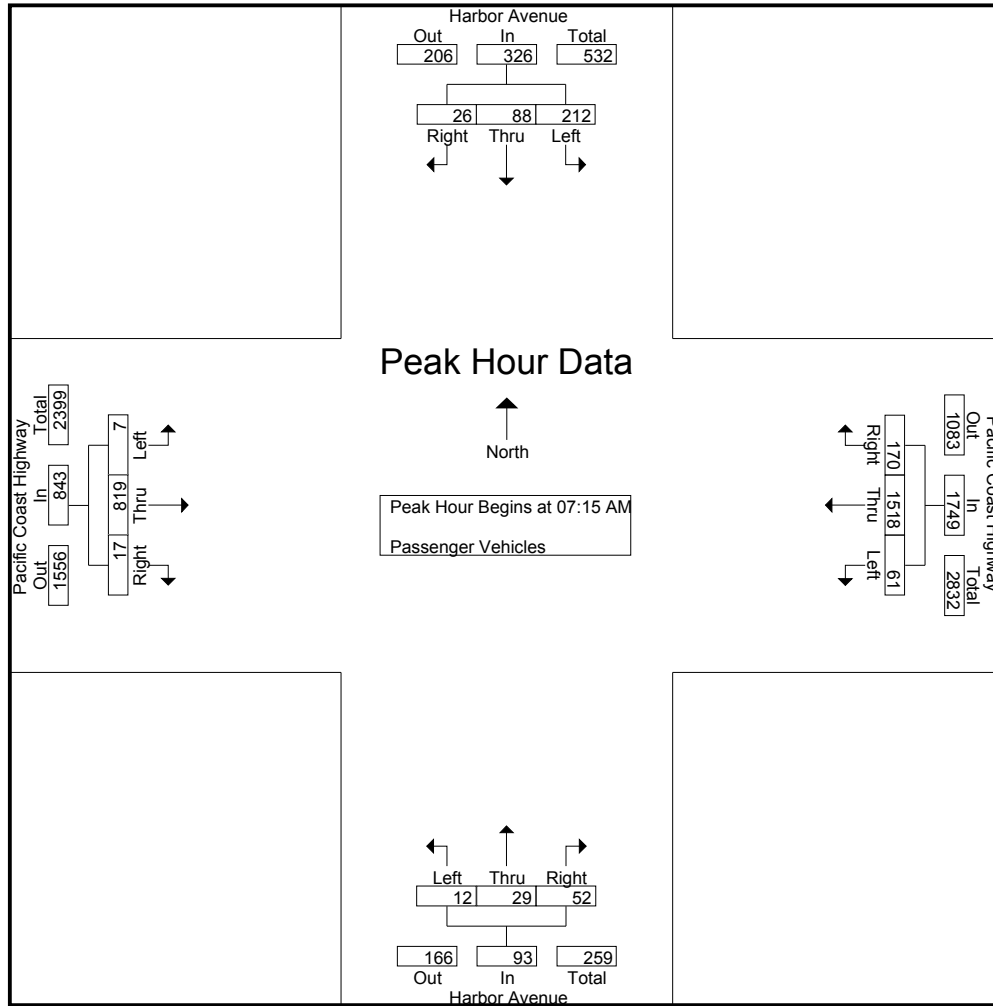 Harbor Avenue
Out In Total
206 326 532
26 88 212
Right Thru Left
Peak Hour Data
North
Peak Hour Begins at 07:15 AM
Passenger Vehicles
Pacific Coast Highway
Out In Total
1556 843 2399
17 819 7
Right Thru Left
Pacific Coast Highway
Out In Total
1083 1749 2832
170 1518 61
Right Thru Left
Left Thru Right
12 29 52
166 93 259
Out In Total
Harbor Avenue